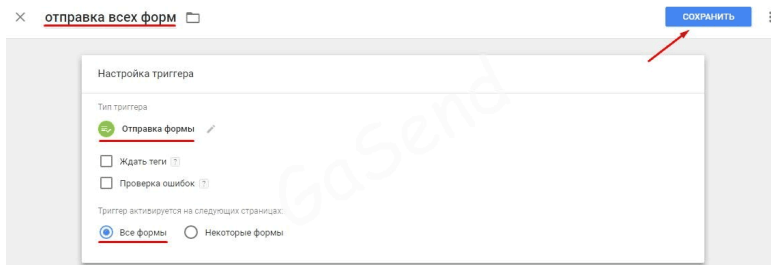 отправка всех форм
СОХРАНИТЬ
Настройка триггера
Тип триггера
Отправка формы
Ждать теги ?
Проверка ошибок ?
Триггер активируется на следующих страницах:
Все формы Некоторые формы
GaSend